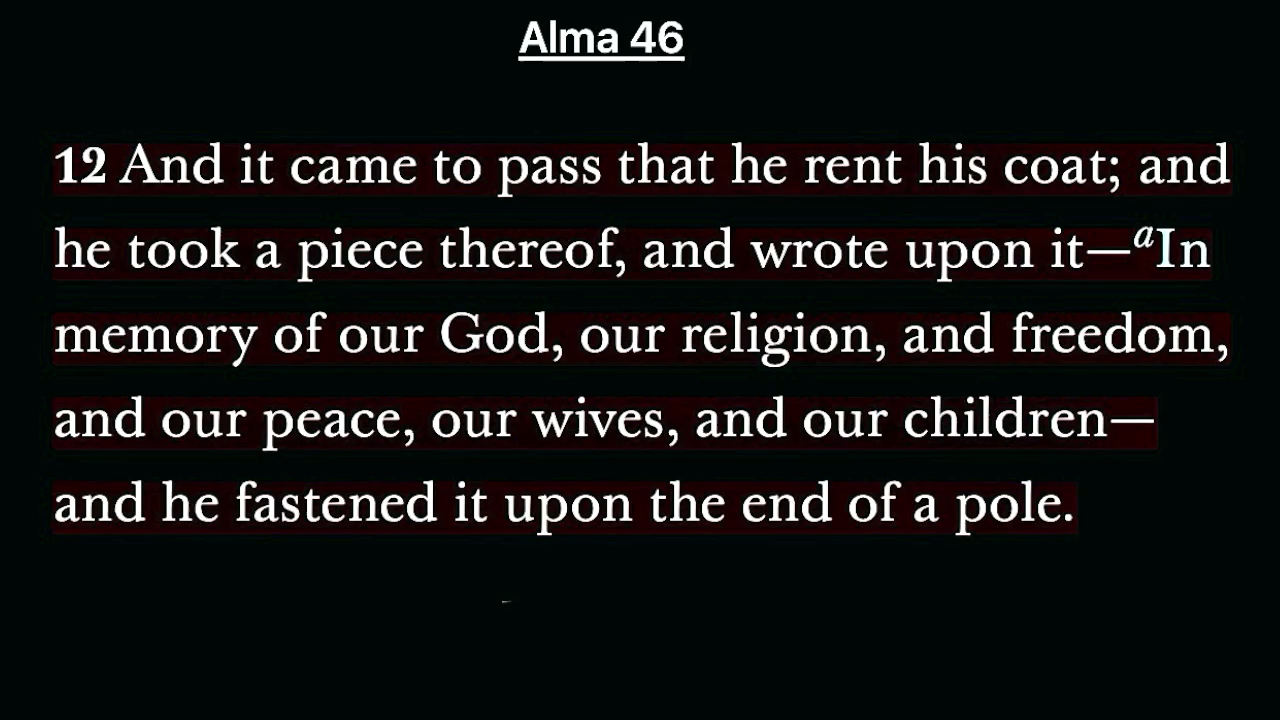 Alma 46
12 And it came to pass that he rent his coat; and
he took a piece thereof, and wrote upon it—aIn
memory of our God, our religion, and freedom,
and our peace, our wives, and our children—
and he fastened it upon the end of a pole.